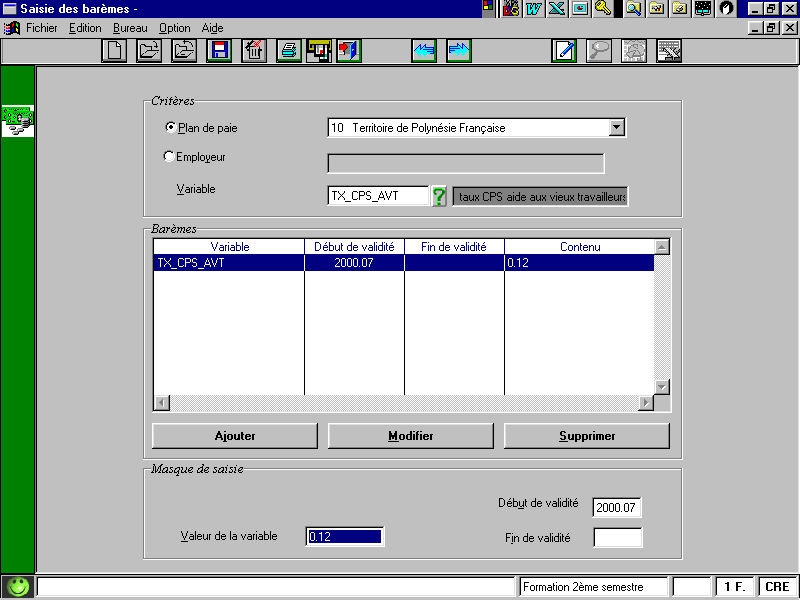 Saisie des barèmes -
Fichier Edition Bureau Option Aide
Critères
Plan de paie 10 Territoire de Polynésie Française
Employeur
Variable TX_CPS_AVT ? taux CPS aide aux vieux travailleurs
Barèmes
Variable Début de validité Fin de validité Contenu
TX_CPS_AVT 2000.07 0.12
Ajouter Modifier Supprimer
Masque de saisie
Début de validité 2000.07
Valeur de la variable 0.12
Fin de validité
Formation 2ème semestre 1 F. CRE